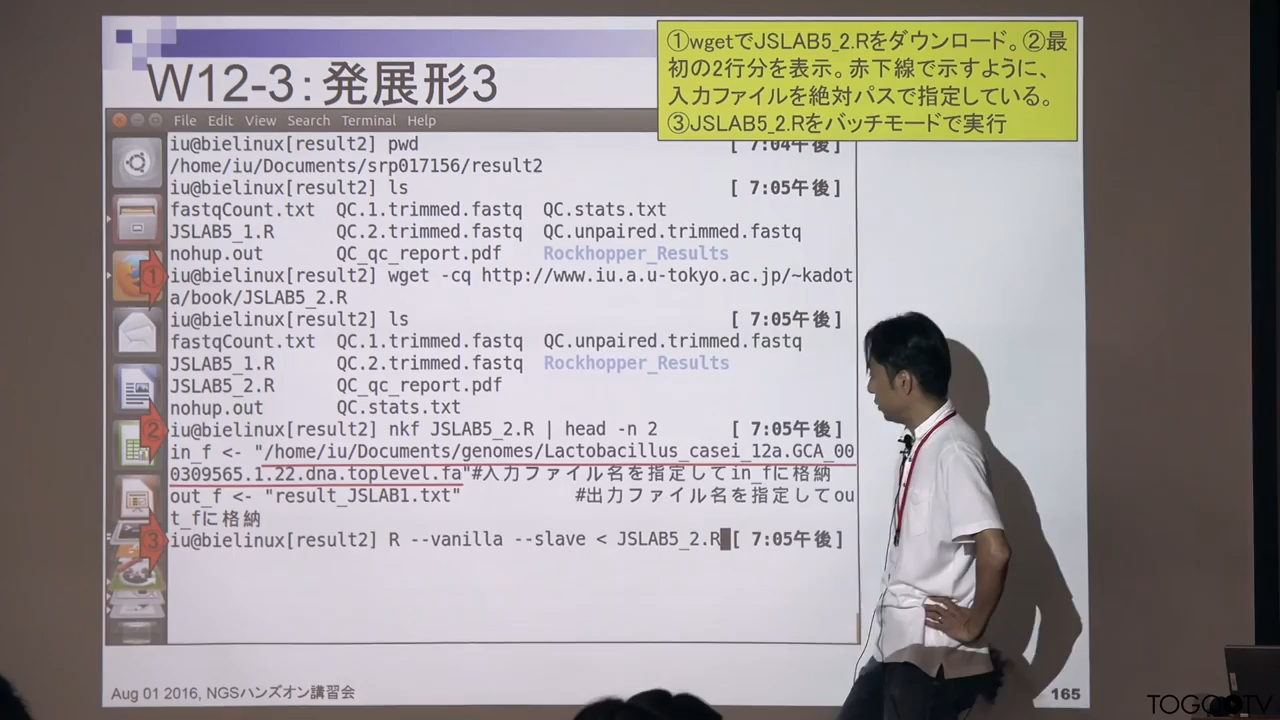 W12-3：発展形3
①wgetでJSLAB5_2.Rをダウンロード。②最
初の2行分を表示。赤下線で示すように、
入力ファイルを絶対パスで指定している。
③JSLAB5_2.Rをバッチモードで実行
File Edit View Search Terminal Help
iu@bielinux[result2] pwd [ 7:04午後]
/home/iu/Documents/srp017156/result2
iu@bielinux[result2] ls [ 7:05午後]
fastqCount.txt QC.1.trimmed.fastq QC.stats.txt
JSLAB5_1.R QC.2.trimmed.fastq QC.unpaired.trimmed.fastq
nohup.out QC_qc_report.pdf Rockhopper_Results
① iu@bielinux[result2] wget -cq http://www.iu.a.u-tokyo.ac.jp/~kadot
a/book/JSLAB5_2.R
iu@bielinux[result2] ls [ 7:05午後]
fastqCount.txt QC.1.trimmed.fastq QC.unpaired.trimmed.fastq
JSLAB5_1.R QC.2.trimmed.fastq Rockhopper_Results
JSLAB5_2.R QC_qc_report.pdf
nohup.out QC.stats.txt
② iu@bielinux[result2] nkf JSLAB5_2.R | head -n 2 [ 7:05午後]
in_f <- "/home/iu/Documents/genomes/Lactobacillus_casei_12a.GCA_00
0309565.1.22.dna.toplevel.fa"#入力ファイル名を指定してin_fに格納
out_f <- "result_JSLAB1.txt" #出力ファイル名を指定してou
t_fに格納
③ iu@bielinux[result2] R --vanilla --slave < JSLAB5_2.R [ 7:05午後]
Aug 01 2016, NGSハンズオン講習会
165
TOGO TV